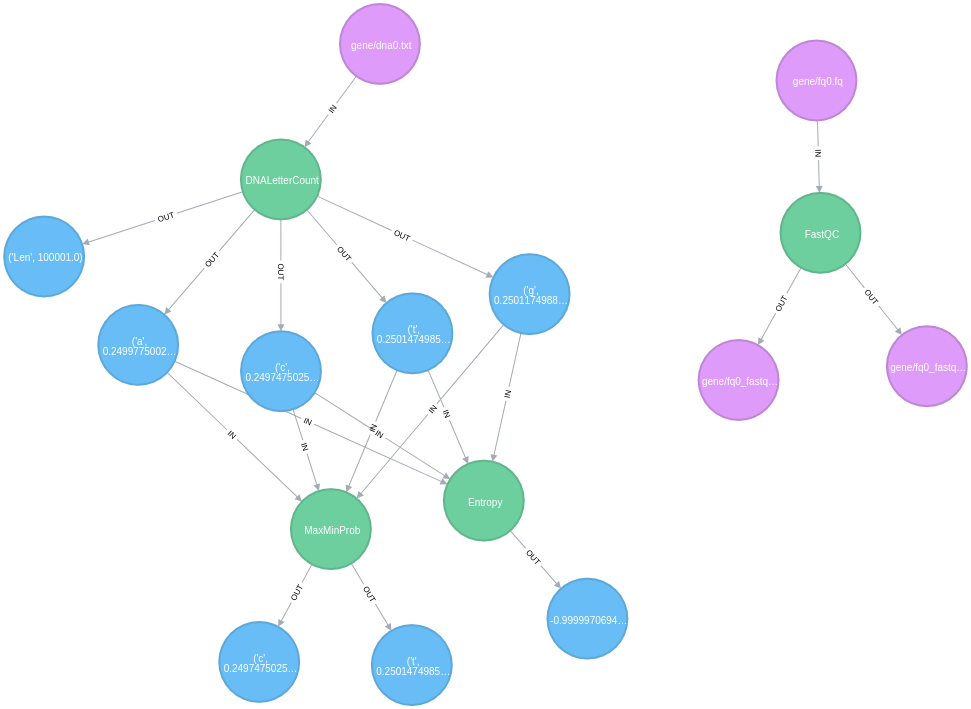 gene/dna0.txt
gene/fq0.fq
IN
IN
DNALetterCount
FastQC
OUT
OUT
OUT
OUT
OUT
('Len', 100001.0)
('a',
0.2499775002...
('c',
0.2497475025...
('t',
0.2501474985...
('g',
0.2501174988...
OUT
OUT
gene/fq0_fastq...
gene/fq0_fastq...
IN
IN
IN
IN
IN
IN
IN
IN
MaxMinProb
Entropy
OUT
OUT
OUT
('c',
0.2497475025...
('t',
0.2501474985...
-0.9999970694...